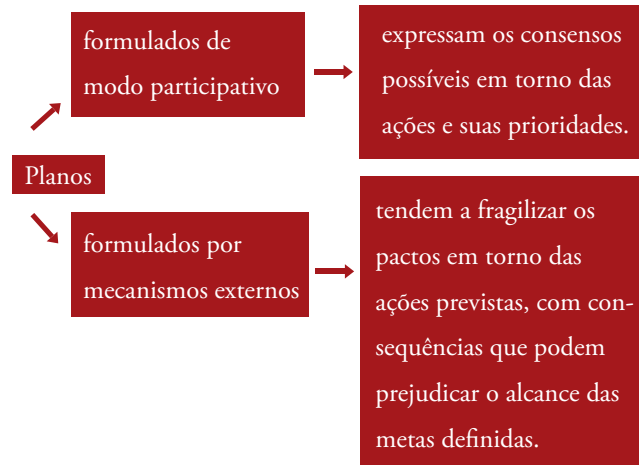 Planos
formulados de
modo participativo
expressam os consensos
possíveis em torno das
ações e suas prioridades.
formulados por
mecanismos externos
tendem a fragilizar os
pactos em torno das
ações previstas, com con-
sequências que podem
prejudicar o alcance das
metas definidas.